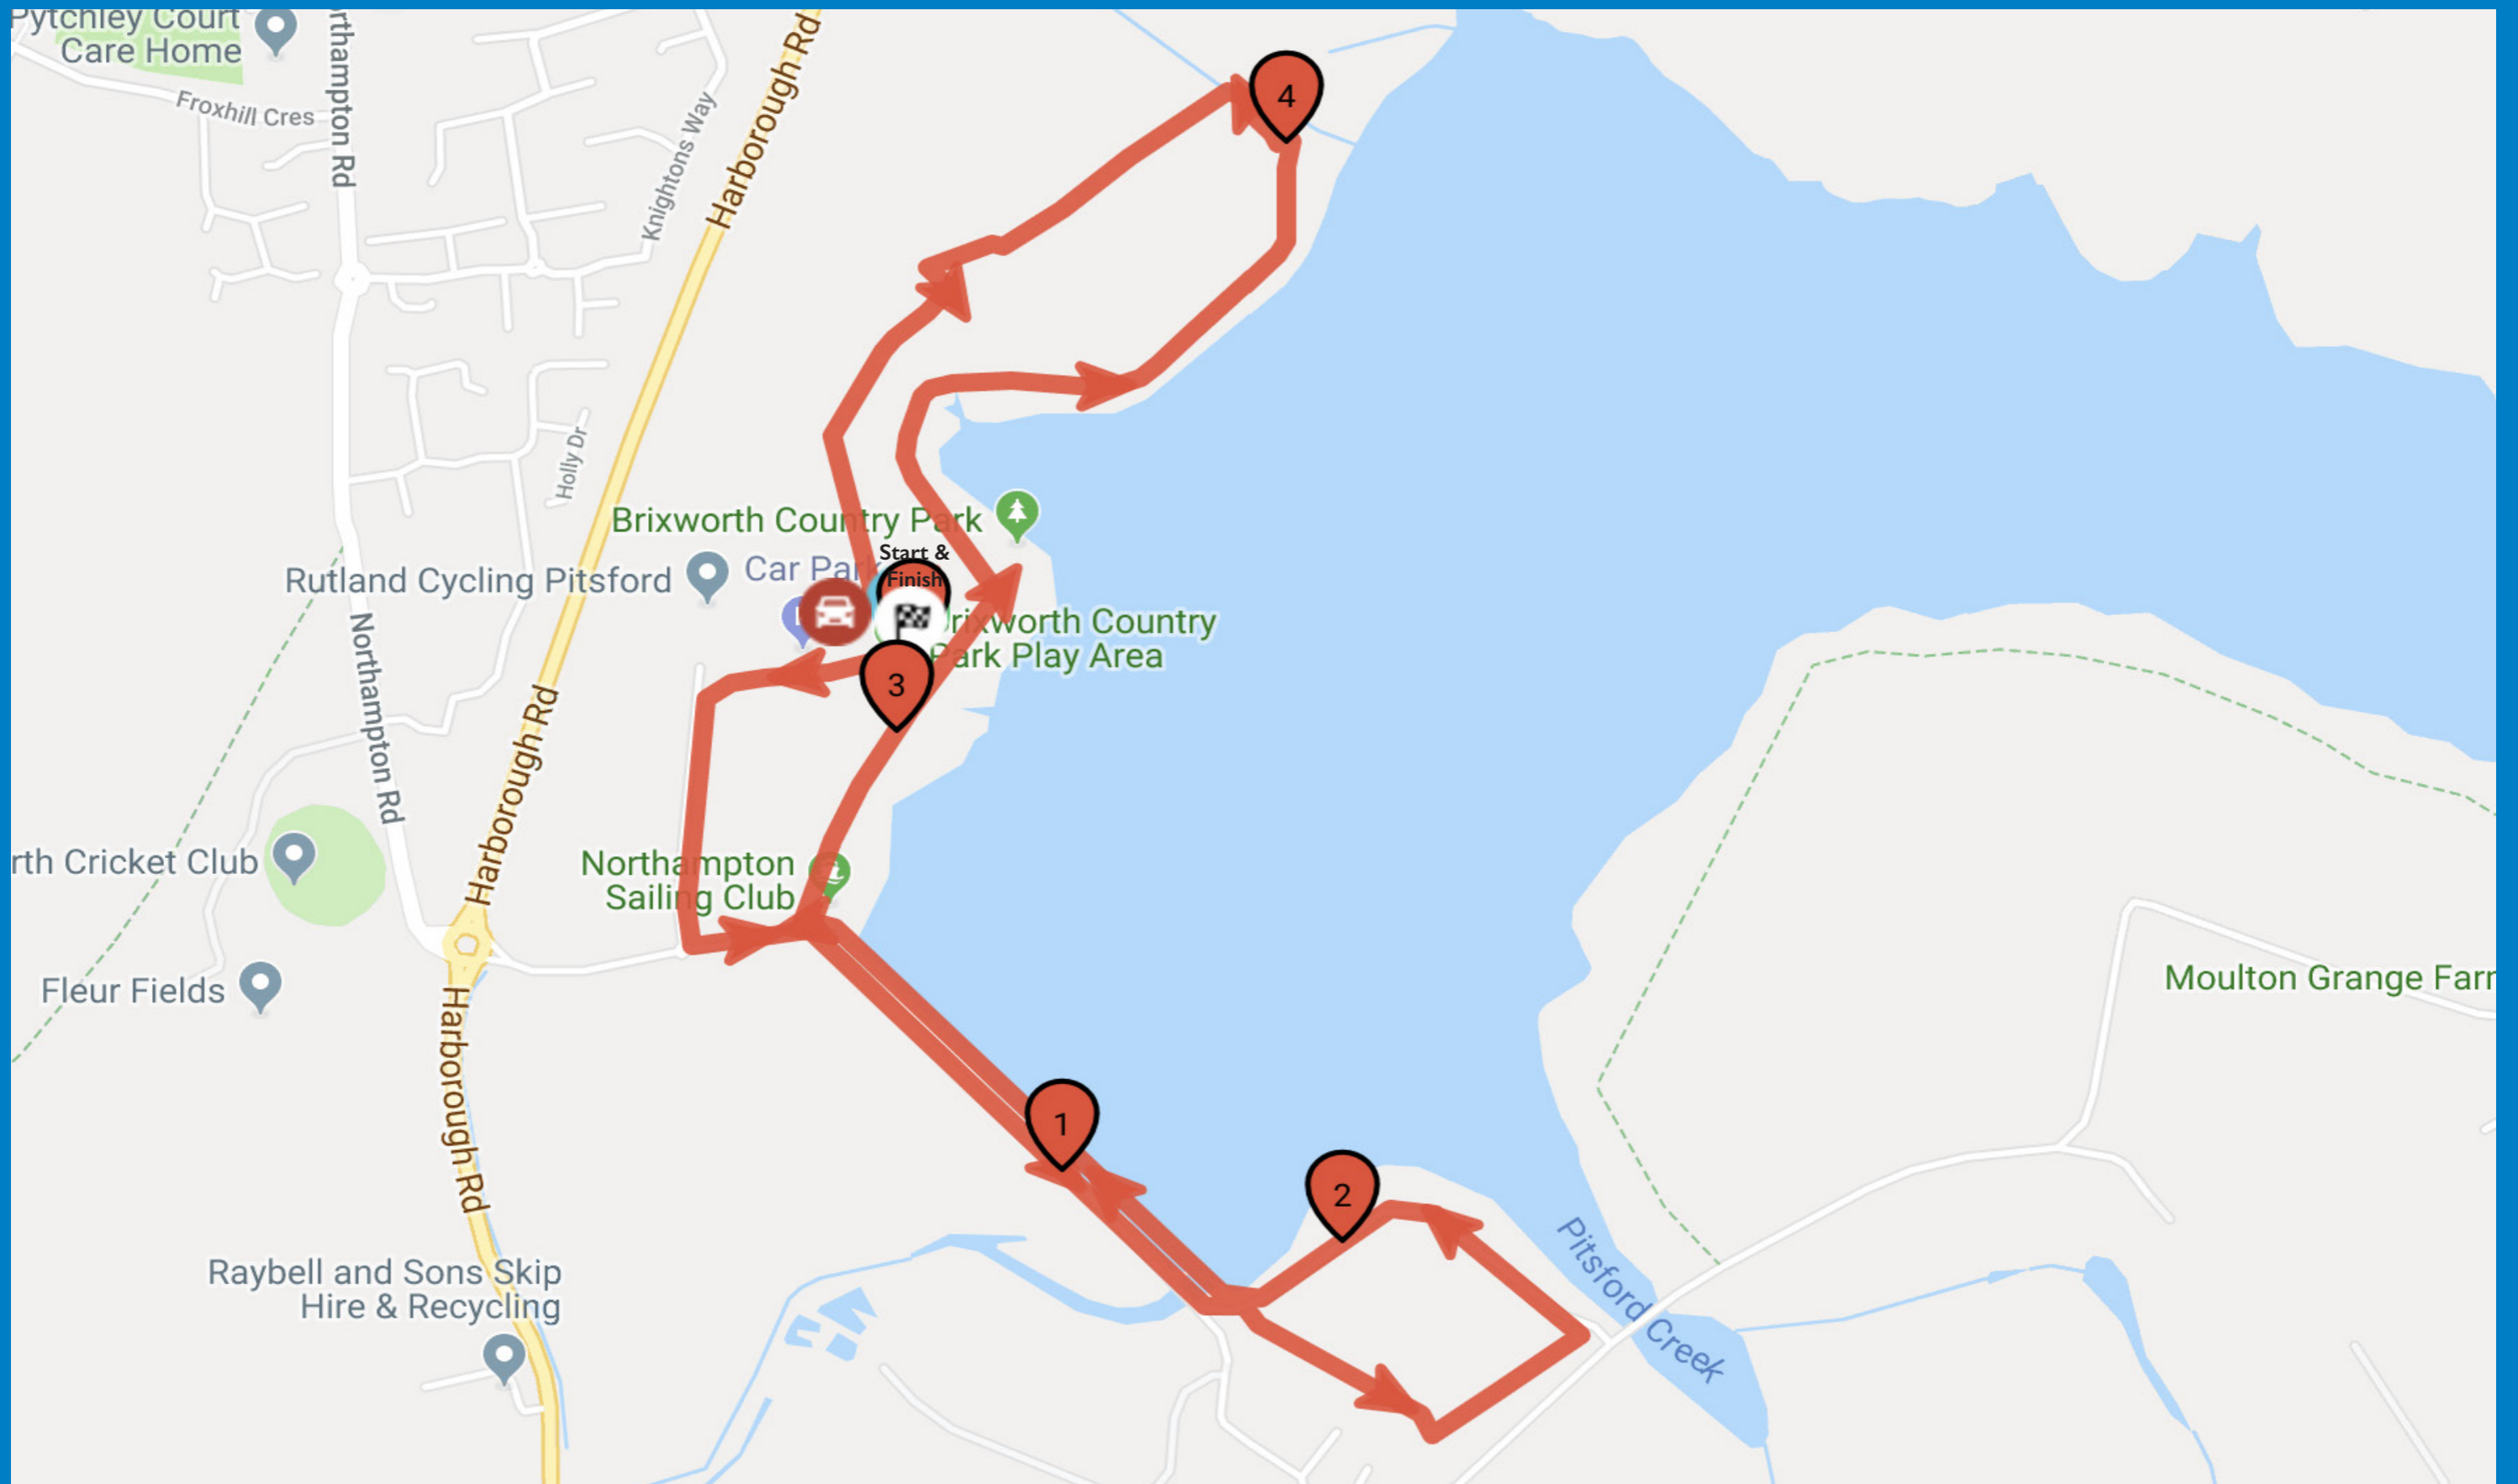 Pytchley Court
Care Home
rthampton Rd
Froxhill Cres
Knightons Way
Harborough Rd
4
Holly Dr
Brixworth Country Park
Start &
Finish
Car Park
Rutland Cycling Pitsford
rixworth Country
Park Play Area
Northampton Rd
3
Harborough Rd
Northampton
Sailing Club
rth Cricket Club
Fleur Fields
Moulton Grange Farm
Harborough Rd
1
2
Pitsford Creek
Raybell and Sons Skip
Hire & Recycling